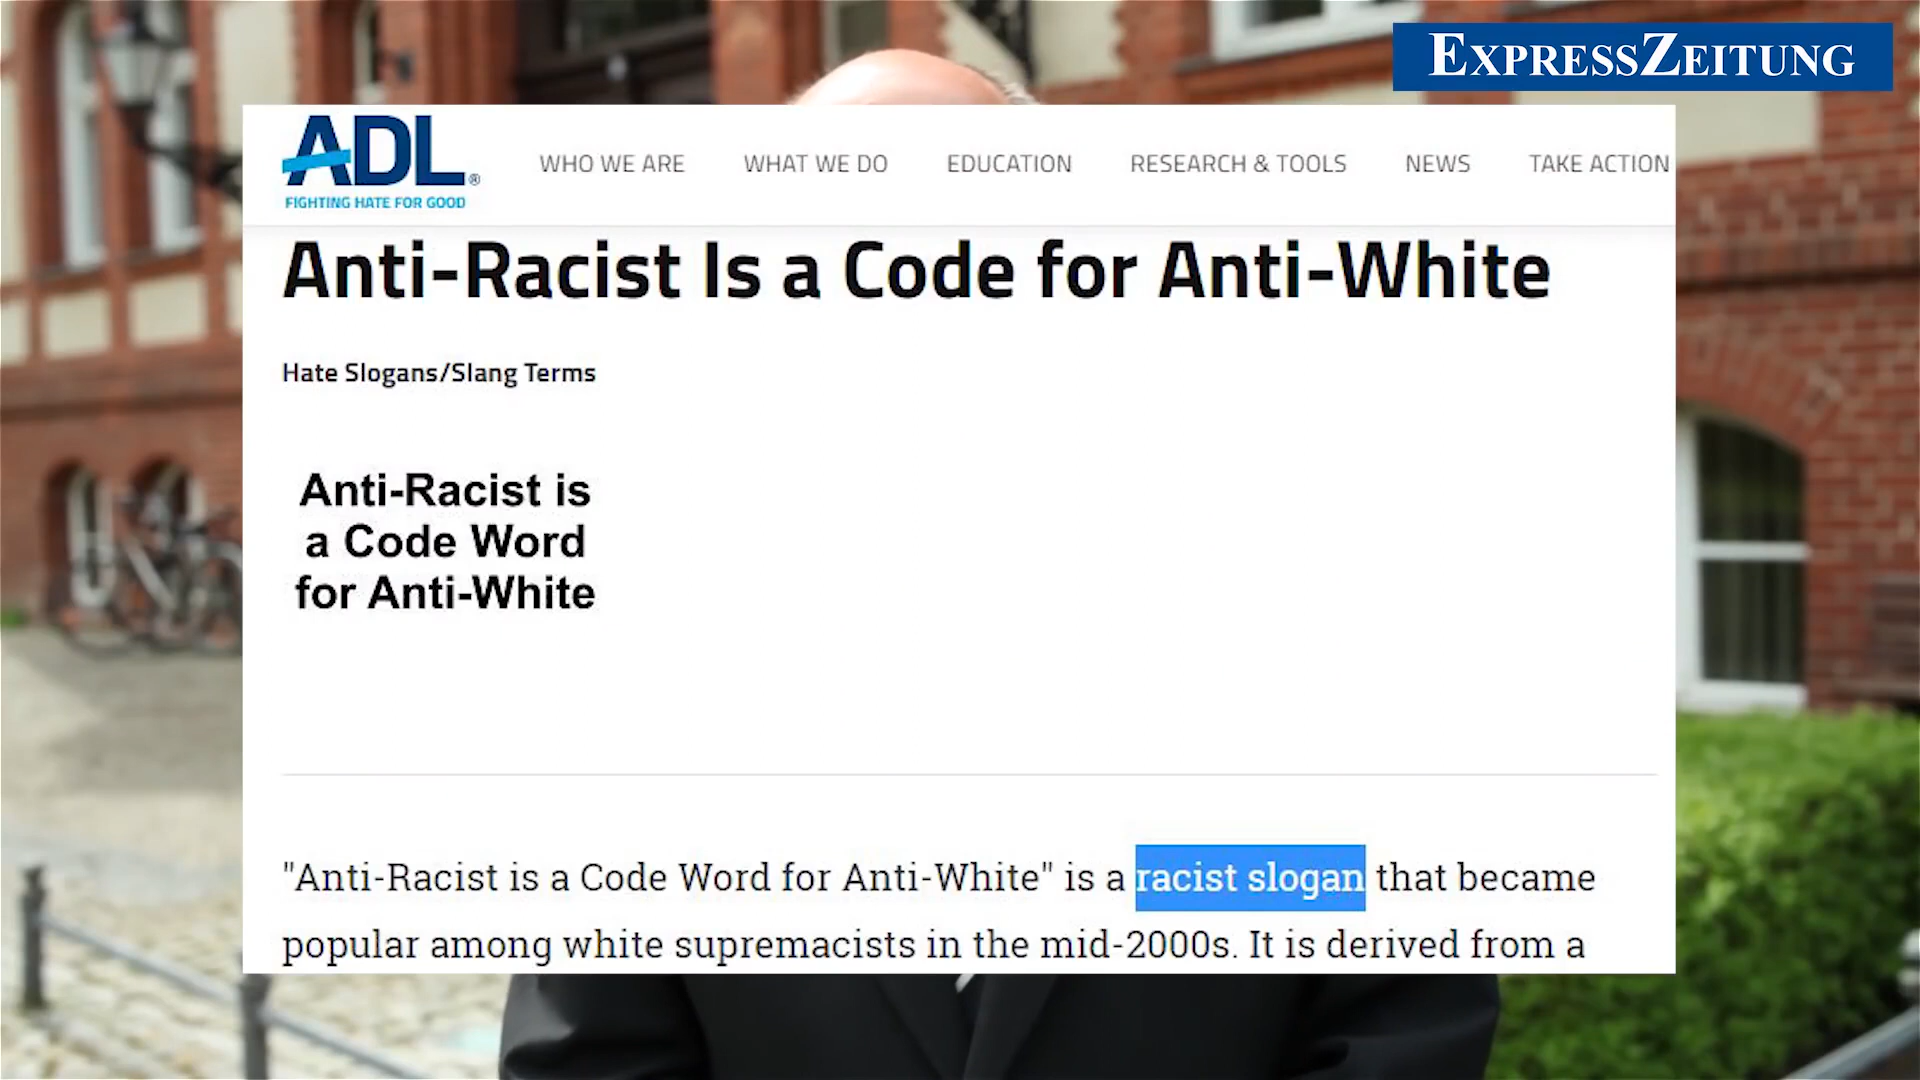 EXPRESSZEITUNG
ADL®
FIGHTING HATE FOR GOOD
WHO WE ARE
WHAT WE DO
EDUCATION
RESEARCH & TOOLS
NEWS
TAKE ACTION
Anti-Racist Is a Code for Anti-White
Hate Slogans/Slang Terms
Anti-Racist is
a Code Word
for Anti-White
"Anti-Racist is a Code Word for Anti-White" is a racist slogan that became
popular among white supremacists in the mid-2000s. It is derived from a